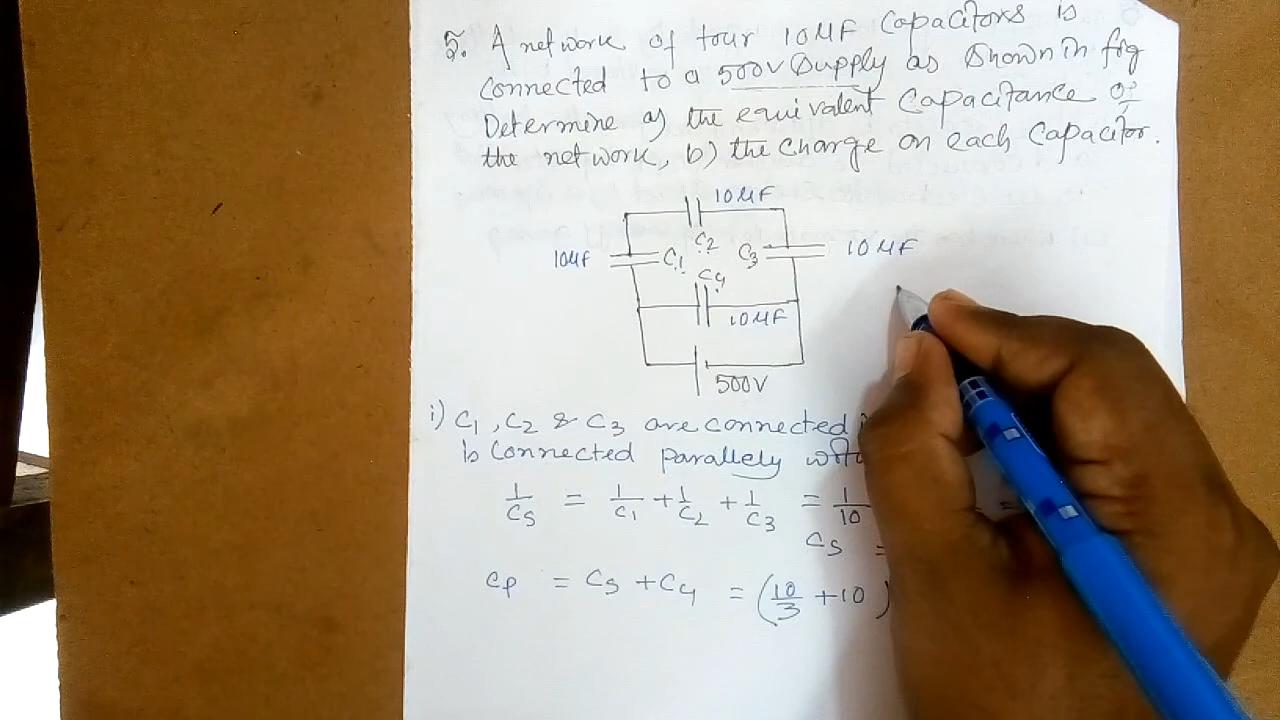 5. A network of four 10μF capacitors is
connected to a 500V supply as shown in fig
Determine a) the equivalent capacitance of
the network, b) the charge on each capacitor.
10μF
C2
10μF
C1
C3
10μF
C4
10μF
500V
i) C1, C2 & C3 are connected
is connected parallely with
1/Cs = 1/C1 + 1/C2 + 1/C3 = 1/10 =
Cs =
Cp = Cs + C4 = (10/3 + 10)